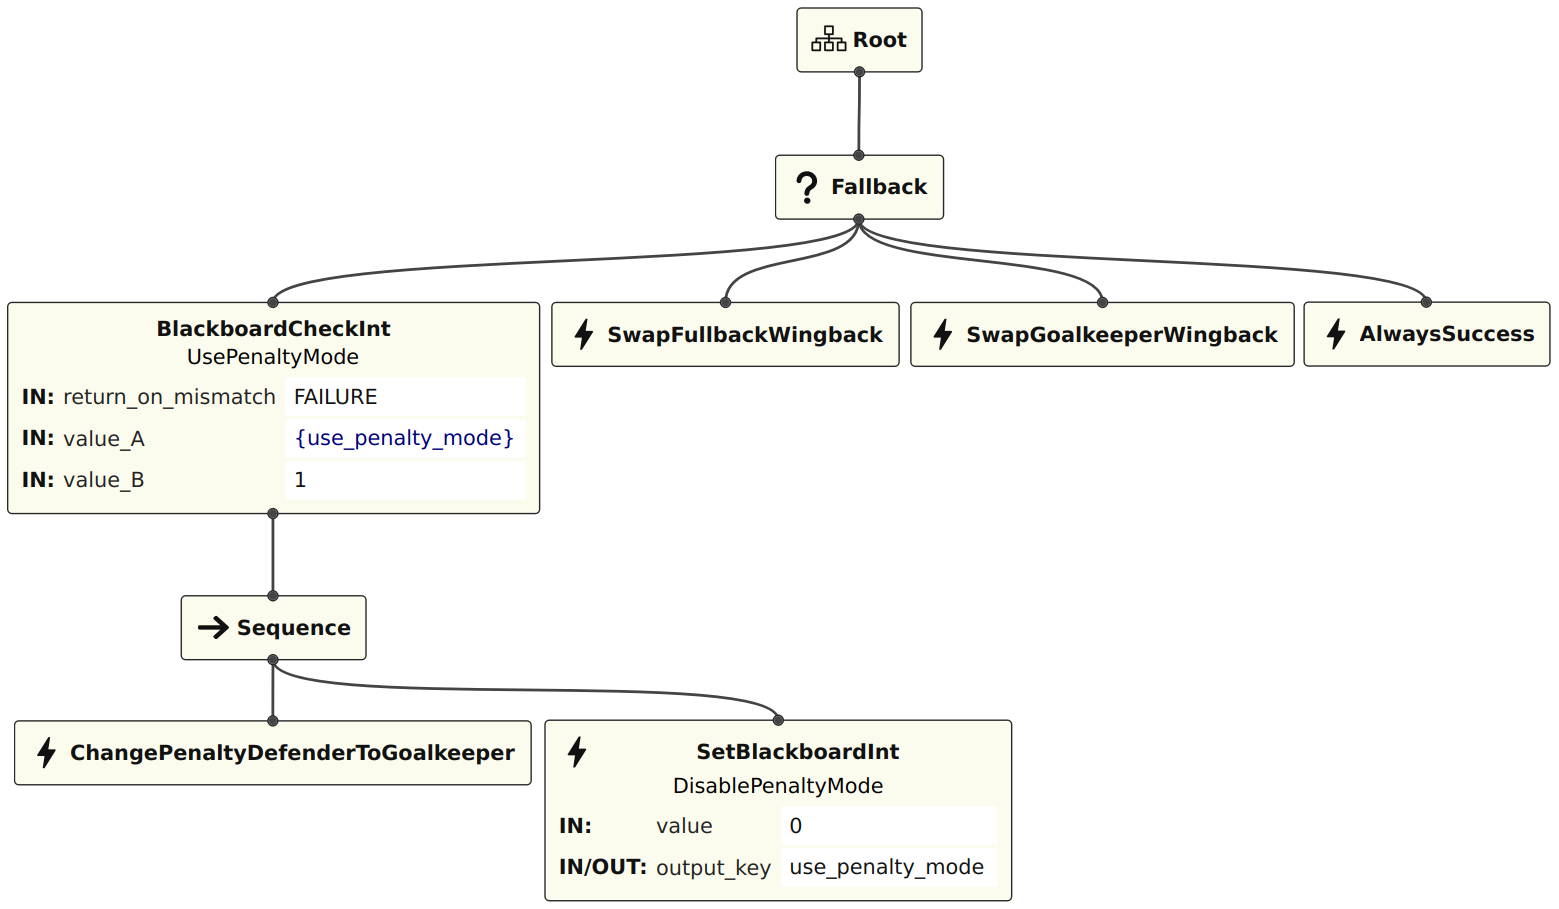 Root
Fallback
BlackboardCheckInt
UsePenaltyMode
IN: return_on_mismatch FAILURE
IN: value_A {use_penalty_mode}
IN: value_B 1
SwapFullbackWingback
SwapGoalkeeperWingback
AlwaysSuccess
Sequence
ChangePenaltyDefenderToGoalkeeper
SetBlackboardInt
DisablePenaltyMode
IN: value 0
IN/OUT: output_key use_penalty_mode